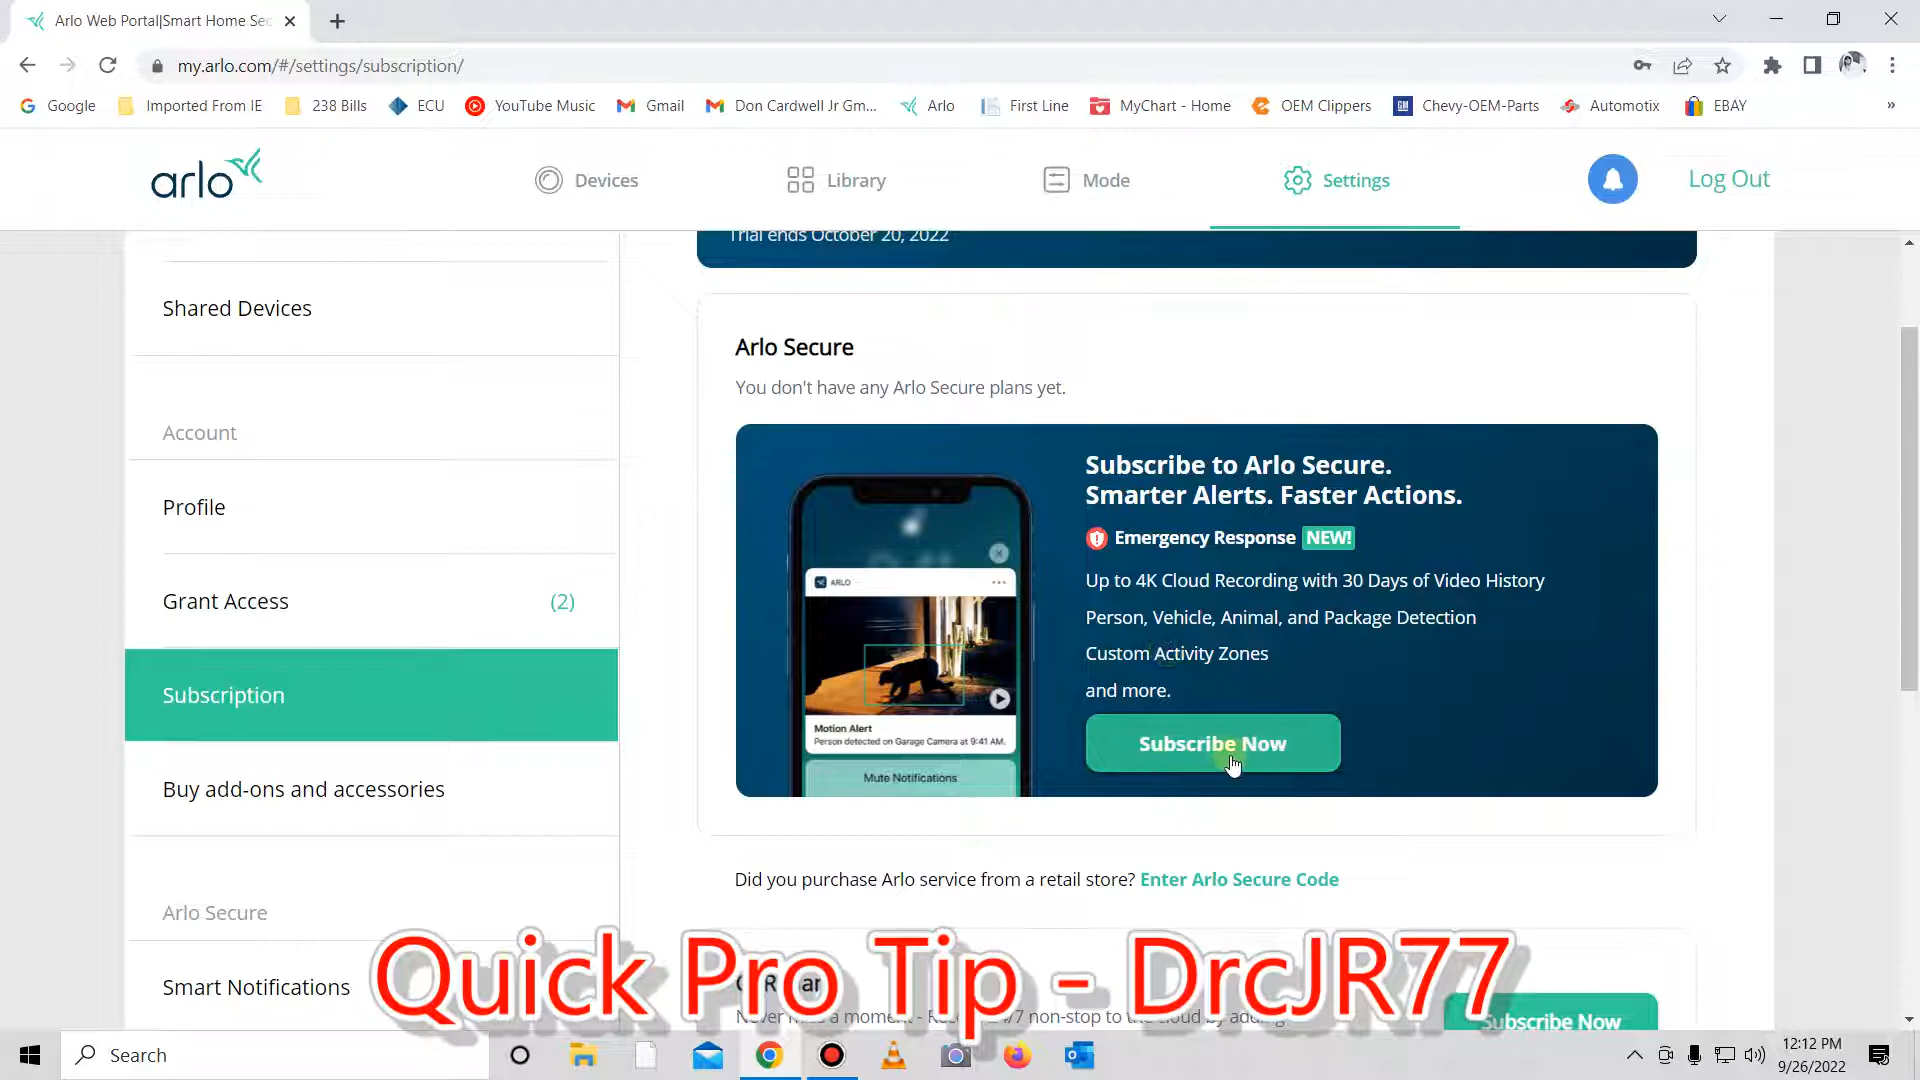 Arlo Web Portal|Smart Home Sec
my.arlo.com/#/settings/subscription/
Google Imported From IE 238 Bills ECU YouTube Music Gmail Don Cardwell Jr Gm... Arlo First Line MyChart - Home OEM Clippers GM Chevy-OEM-Parts Automotix EBAY »
arlo Devices Library Mode Settings Log Out
Trial ends October 20, 2022
Shared Devices
Account
Profile
Grant Access (2)
Subscription
Buy add-ons and accessories
Arlo Secure
Smart Notifications
Arlo Secure
You don't have any Arlo Secure plans yet.
ARLO
Motion Alert
Person detected on Garage Camera at 9:41 AM.
Mute Notifications
Subscribe to Arlo Secure.
Smarter Alerts. Faster Actions.
Emergency Response NEW!
Up to 4K Cloud Recording with 30 Days of Video History
Person, Vehicle, Animal, and Package Detection
Custom Activity Zones
and more.
Subscribe Now
Did you purchase Arlo service from a retail store? Enter Arlo Secure Code
Quick Pro Tip - DrcJR77
Subscribe Now
Search
12:12 PM
9/26/2022